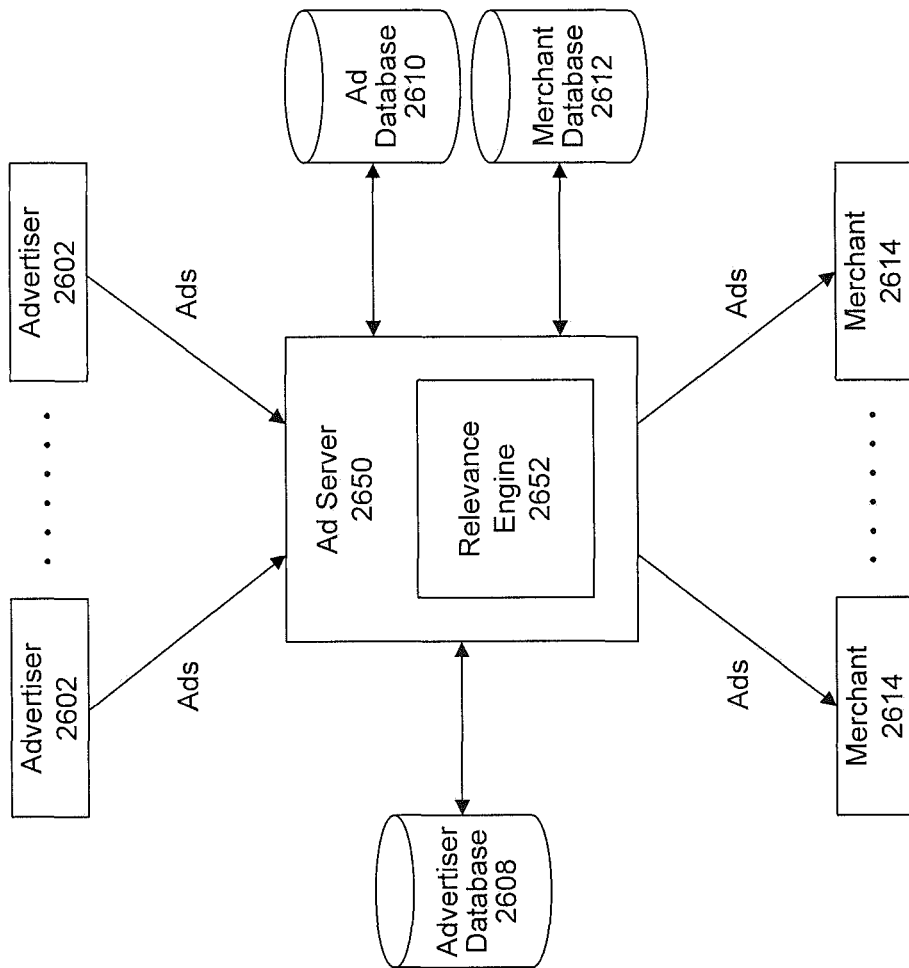 Advertiser
2602
Advertiser
2602
Ads
Ads
Ad Server
2650
Relevance
Engine
2652
Advertiser
Database
2608
Ad
Database
2610
Merchant
Database
2612
Ads
Ads
Merchant
2614
Merchant
2614